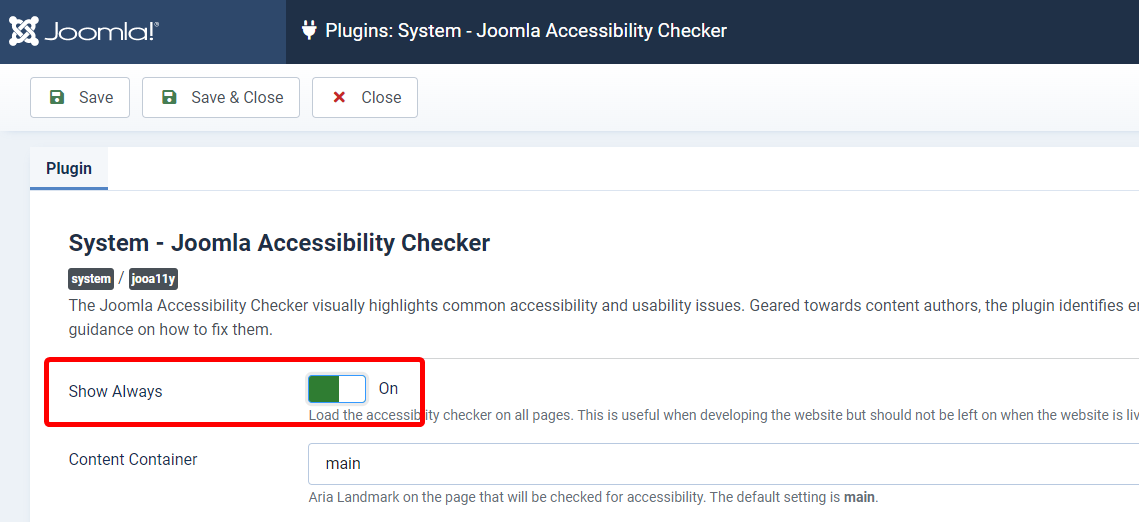 Joomla!® Plugins: System - Joomla Accessibility Checker
Save Save & Close Close
Plugin
System - Joomla Accessibility Checker
system / jooa11y
The Joomla Accessibility Checker visually highlights common accessibility and usability issues. Geared towards content authors, the plugin identifies
guidance on how to fix them.
Show Always On
Load the accessibility checker on all pages. This is useful when developing the website but should not be left on when the website is
Content Container main
Aria Landmark on the page that will be checked for accessibility. The default setting is main.